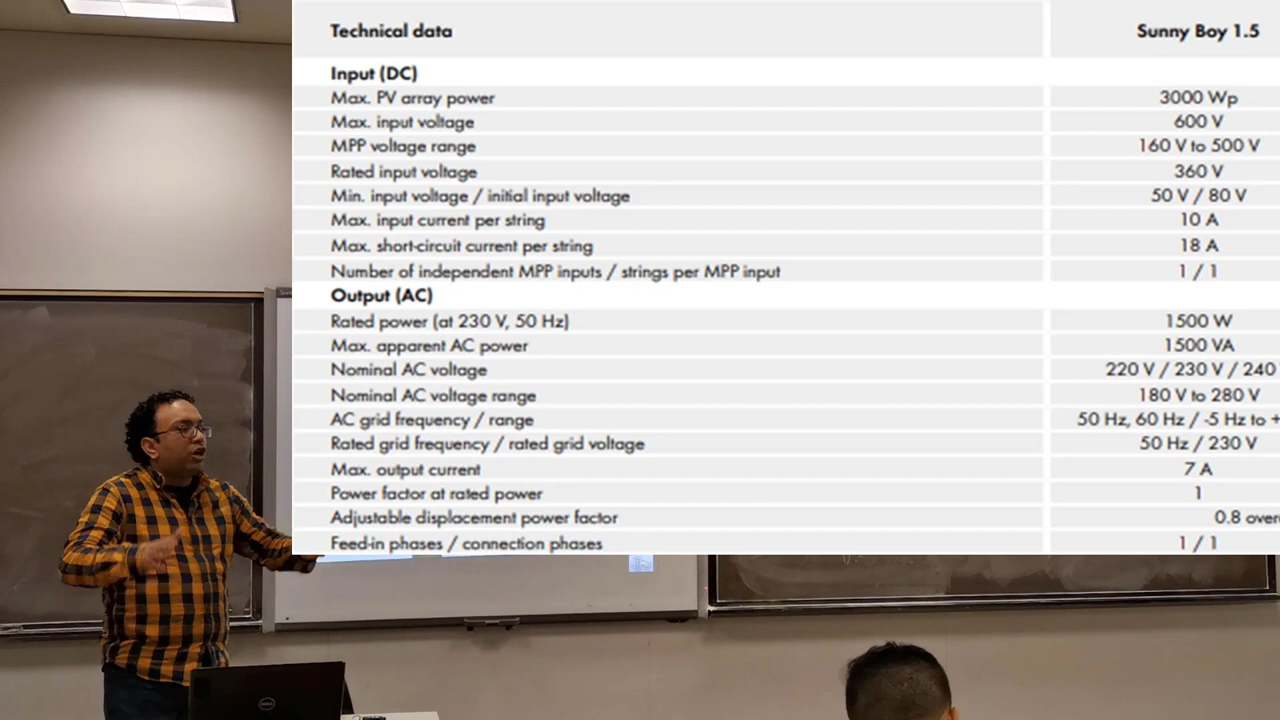 Technical data Sunny Boy 1.5
Input (DC)
Max. PV array power 3000 Wp
Max. input voltage 600 V
MPP voltage range 160 V to 500 V
Rated input voltage 360 V
Min. input voltage / initial input voltage 50 V / 80 V
Max. input current per string 10 A
Max. short-circuit current per string 18 A
Number of independent MPP inputs / strings per MPP input 1 / 1
Output (AC)
Rated power (at 230 V, 50 Hz) 1500 W
Max. apparent AC power 1500 VA
Nominal AC voltage 220 V / 230 V / 240
Nominal AC voltage range 180 V to 280 V
AC grid frequency / range 50 Hz, 60 Hz / -5 Hz to +
Rated grid frequency / rated grid voltage 50 Hz / 230 V
Max. output current 7 A
Power factor at rated power 1
Adjustable displacement power factor 0.8 over
Feed-in phases / connection phases 1 / 1
DELL